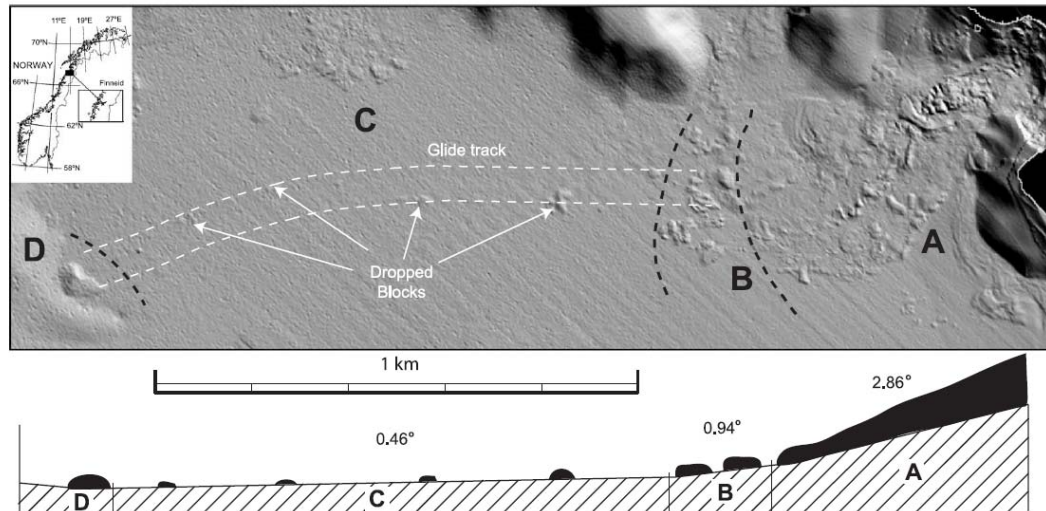 11°E 19°E 27°E
70°N
NORWAY
66°N
Finneid
62°N
58°N
C
Glide track
D
Dropped
Blocks
B
A
1 km
2.86°
0.46°
0.94°
D
C
B
A